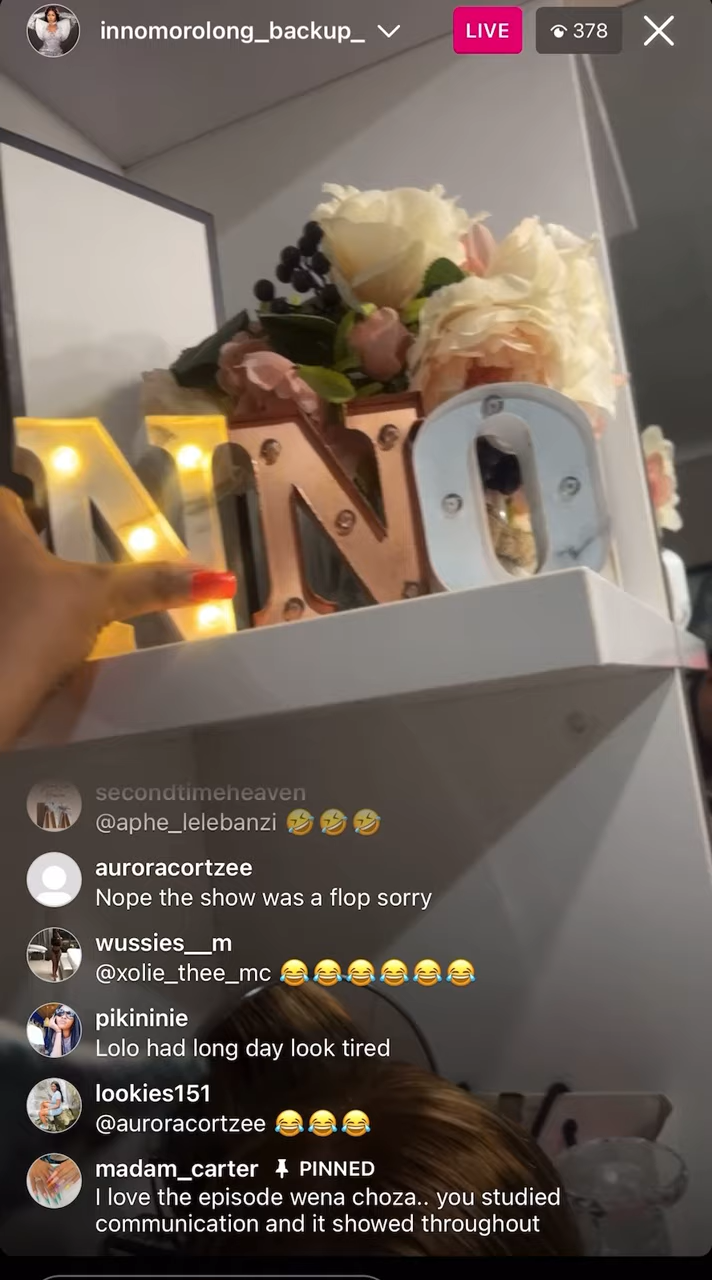 innomorolong_backup_
LIVE
378
NNO
secondtimeheaven
@aphe_lelebanzi 🤣🤣🤣
auroracortzee
Nope the show was a flop sorry
wussies__m
@xolie_thee_mc 😂😂😂😂😂😂
pikininie
Lolo had long day look tired
lookies151
@auroracortzee 😂😂😂
madam_carter 📌 PINNED
I love the episode wena choza.. you studied
communication and it showed throughout